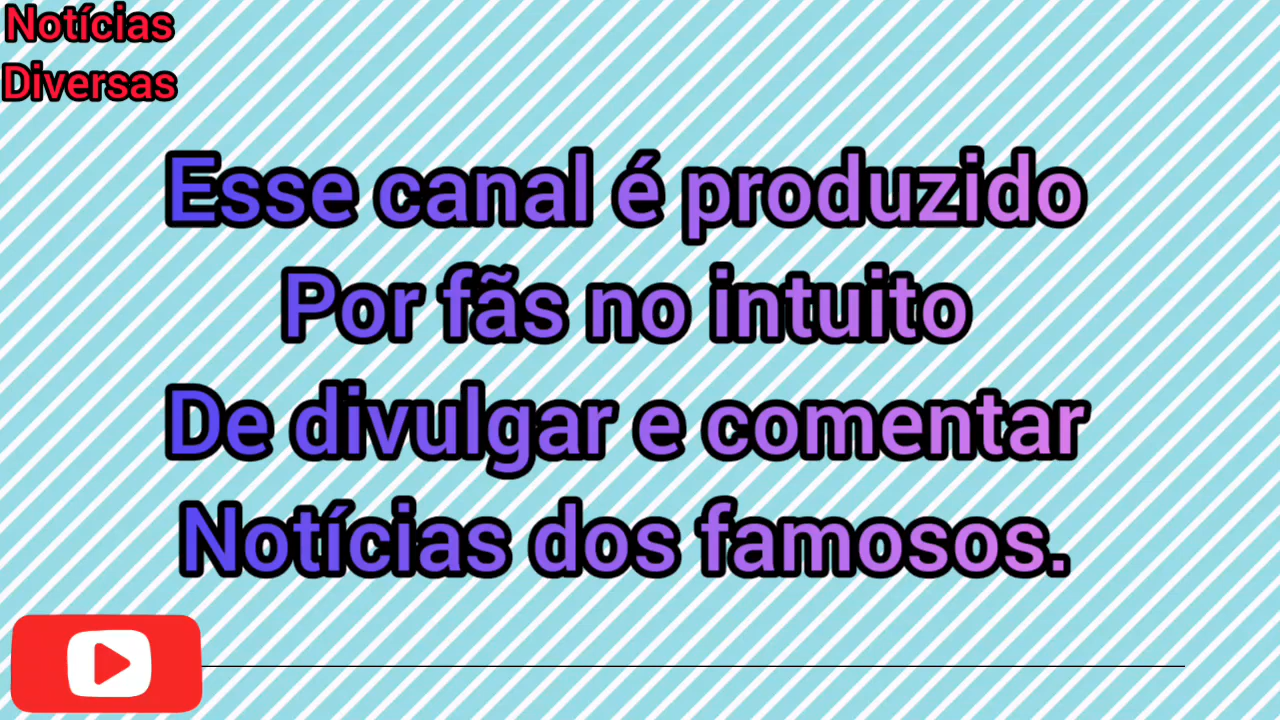 Notícias
Diversas
Esse canal é produzido
Por fãs no intuito
De divulgar e comentar
Notícias dos famosos.